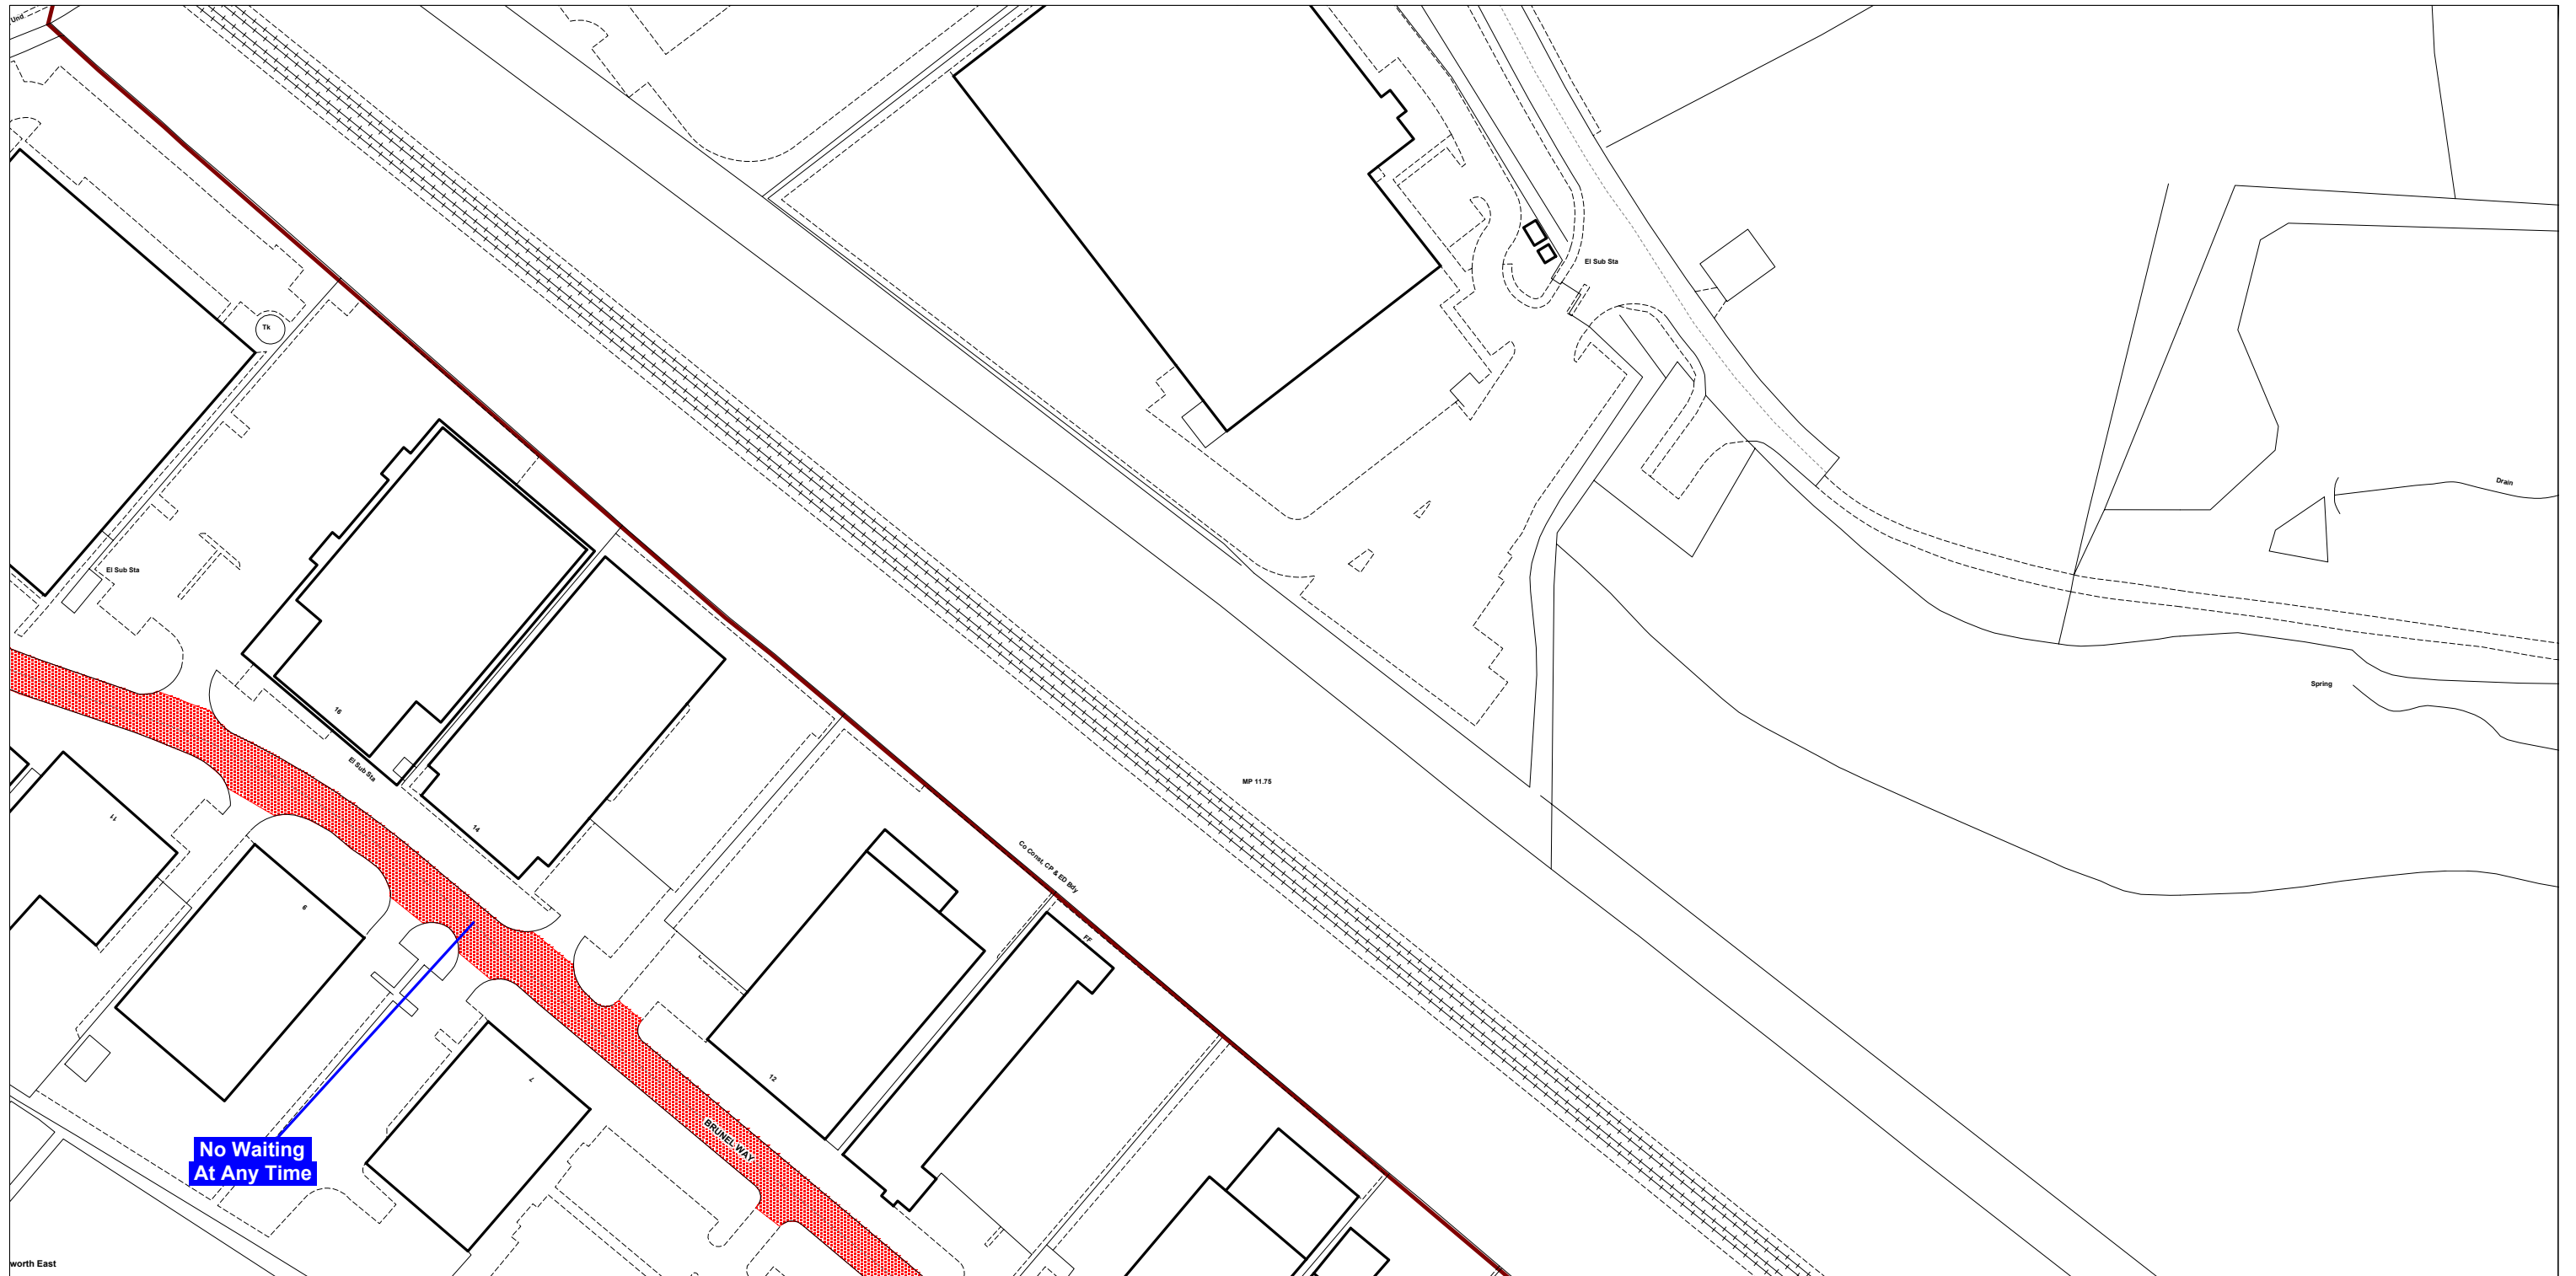 Und
Tk
El Sub Sta
El Sub Sta
Drain
Spring
16
El Sub Sta
MP 11.75
11
14
Co Const, CP & ED Bdy
9
FF
12
7
BRUNEL WAY
No Waiting
At Any Time
worth East